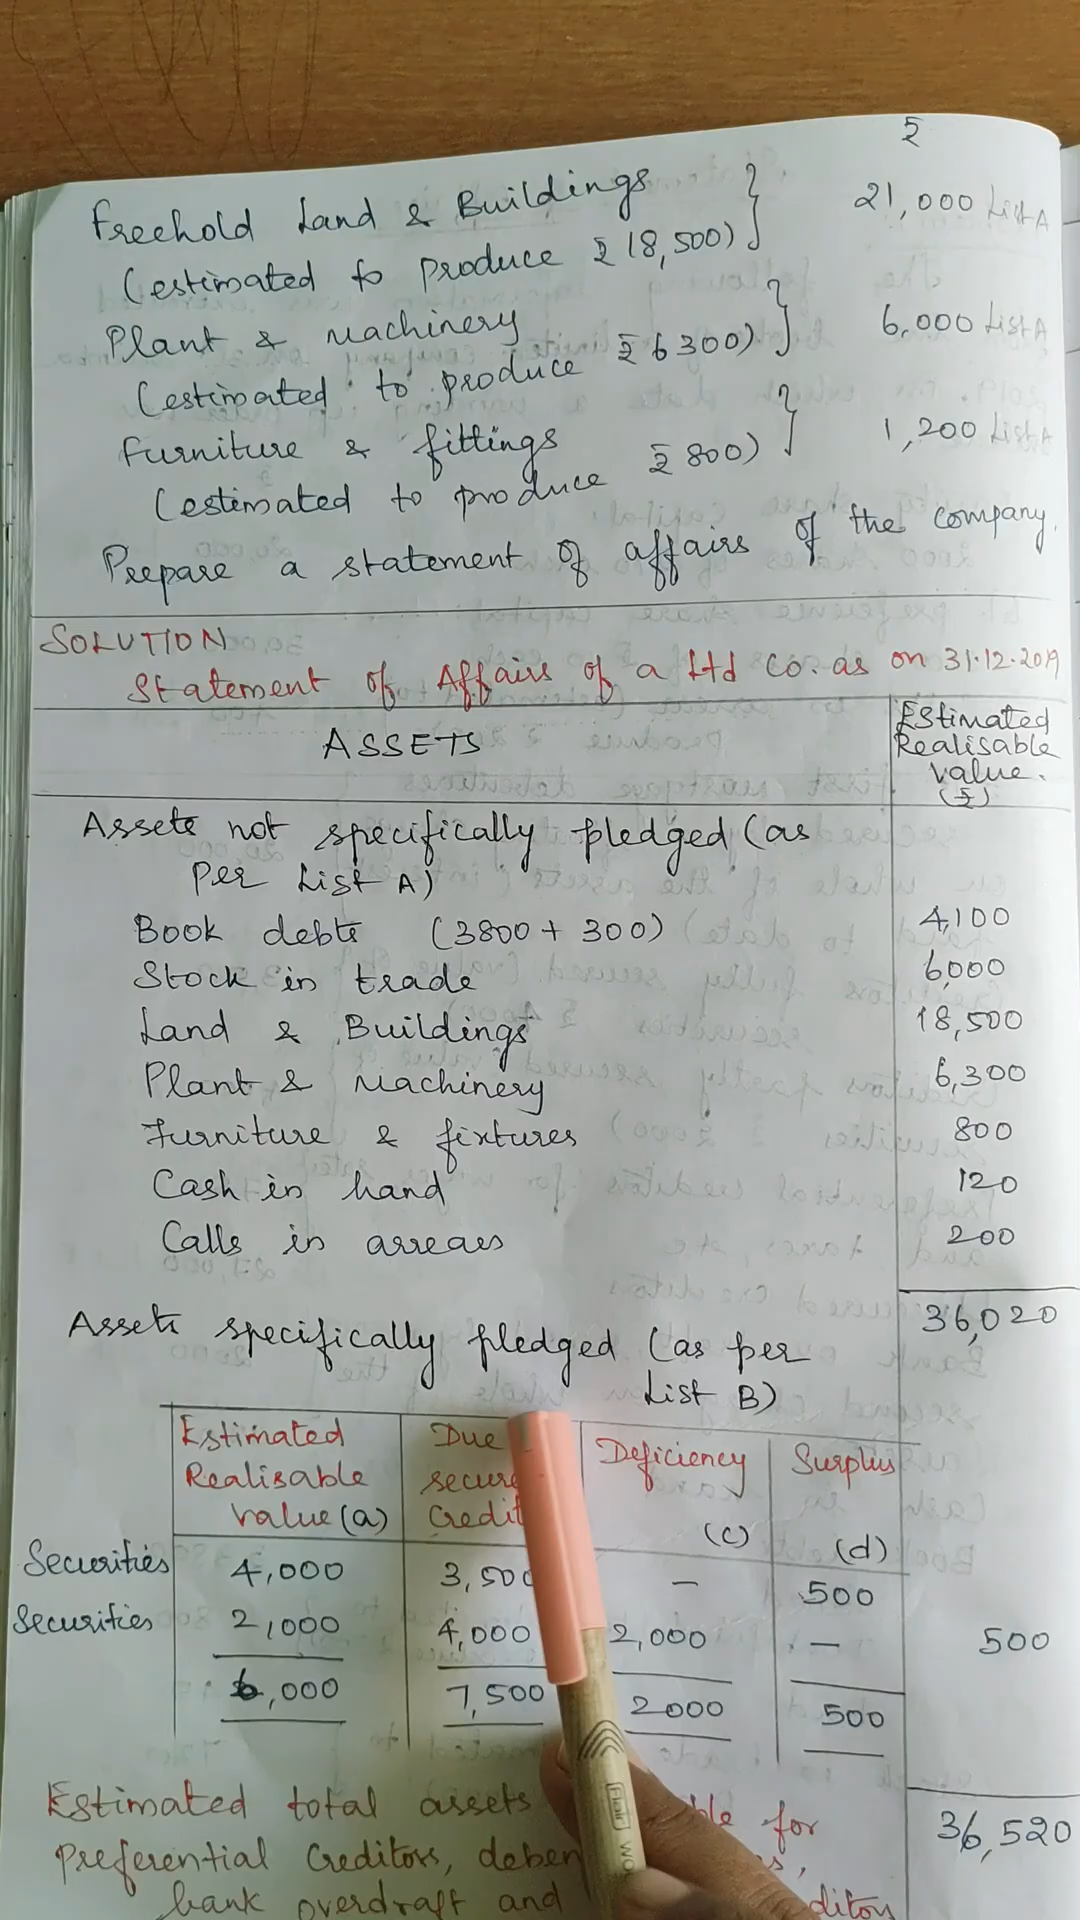 ₹
Freehold Land & Buildings } 21,000 List A
(estimated to produce ₹ 18,500)
Plant & Machinery } 6,000 List A
(estimated to produce ₹ 6300)
Furniture & fittings } 1,200 List A
(estimated to produce ₹ 800)
Prepare a statement of affairs of the company.
SOLUTION
Statement of Affairs of a Ltd Co. as on 31.12.2019
ASSETS Estimated Realisable value. (₹)
Assets not specifically pledged (as
per List A)
Book debts (3800 + 300) 4,100
Stock in trade 6,000
Land & Buildings 18,500
Plant & Machinery 6,300
Furniture & fixtures 800
Cash in hand 120
Calls in arrears 200
36,020
Assets specifically pledged (as per
List B)
Estimated Due Deficiency Surplus
Realisable
value (a) (c) (d)
Securities 4,000 3,500 – 500
Securities 2,000 4,000 2,000 – 500
6,000 7,500 2000 500
Estimated total assets for 36,520
Preferential Creditors,
bank overdraft and
Flair